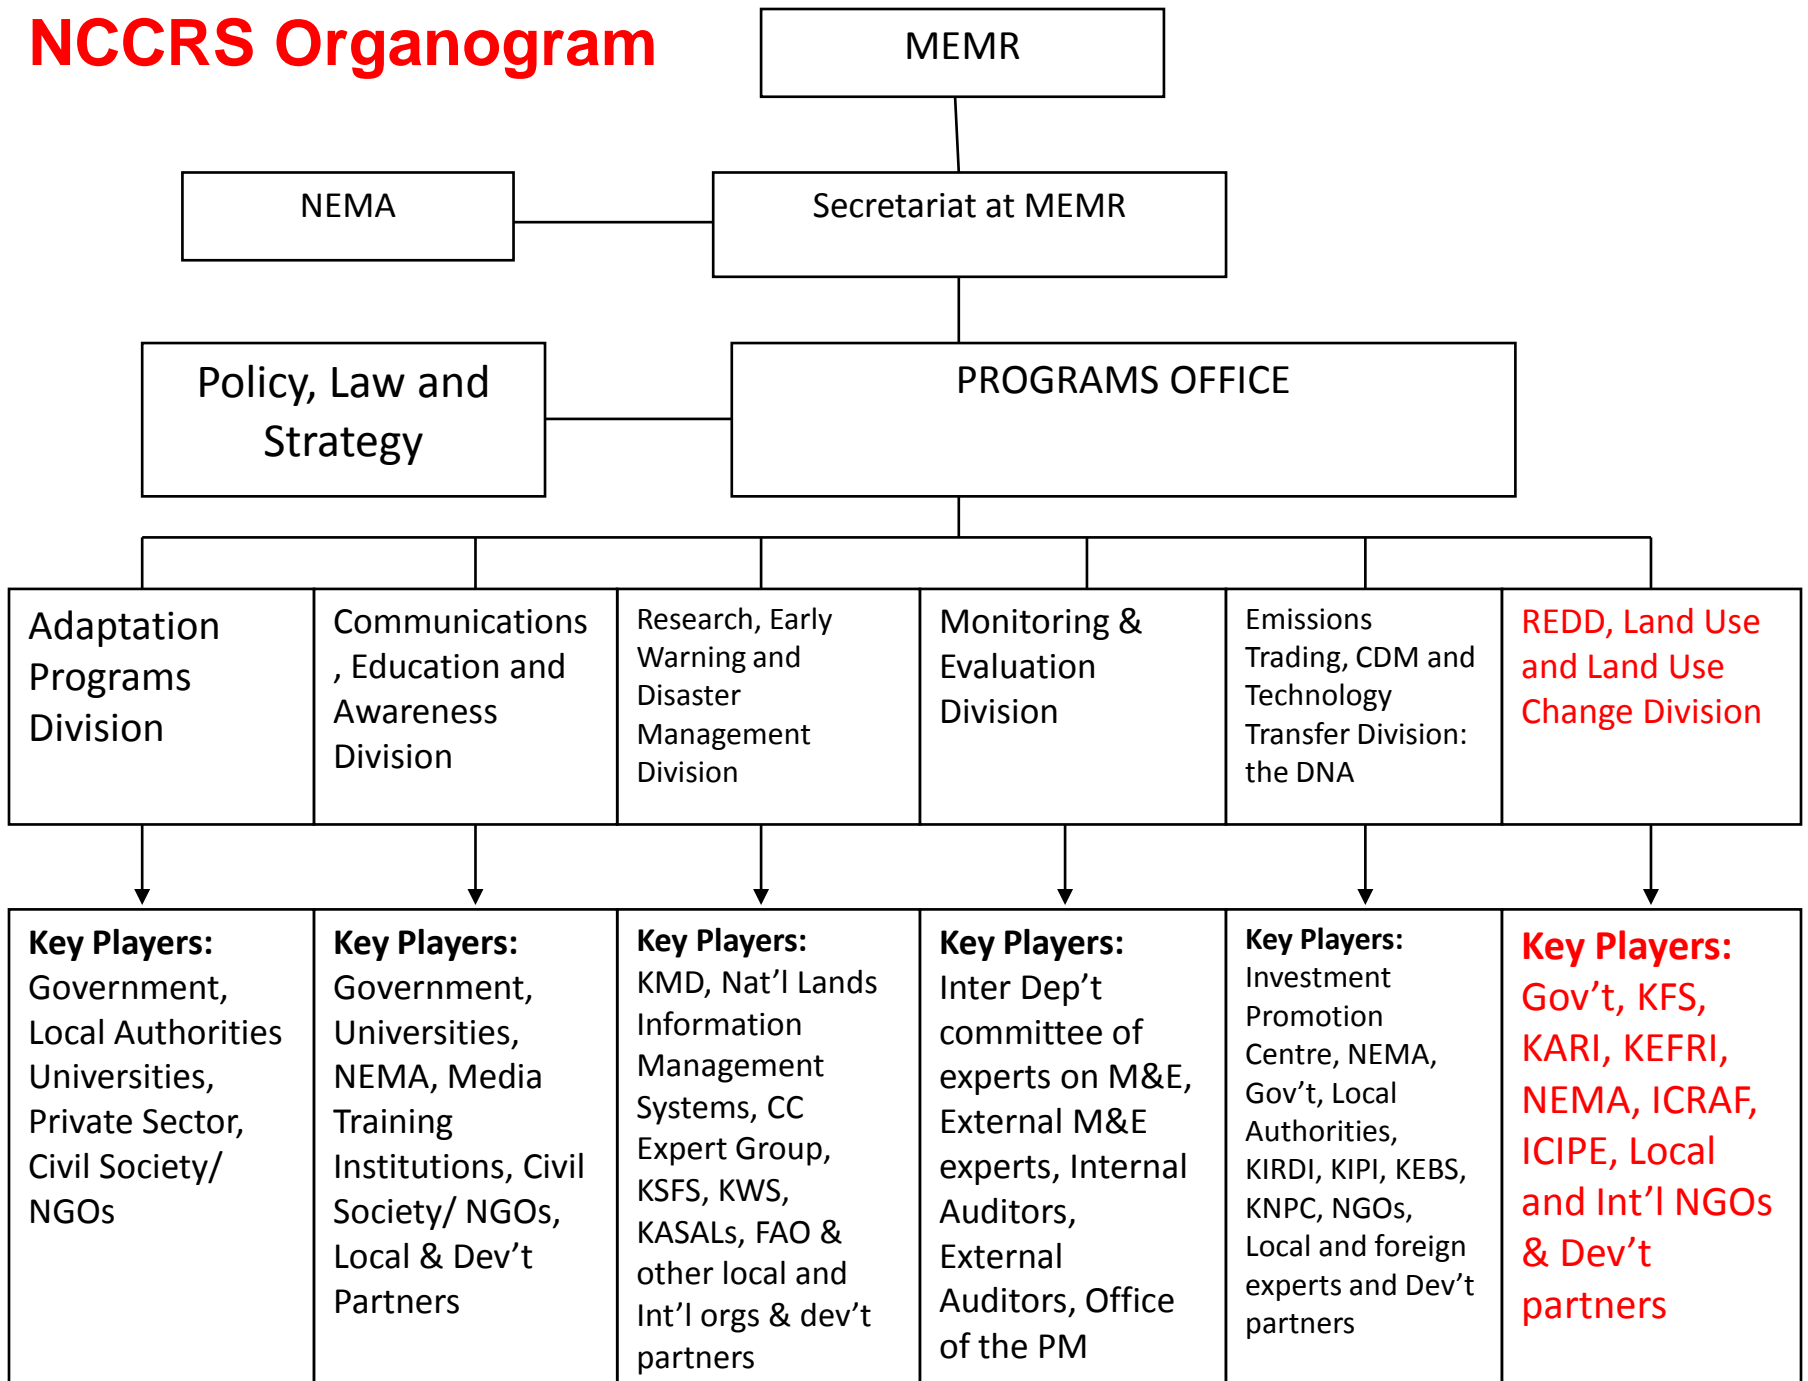 NCCRS Organogram
MEMR
NEMA
Secretariat at MEMR
Policy, Law and
Strategy
PROGRAMS OFFICE
Adaptation
Programs
Division
Communications
, Education and
Awareness
Division
Research, Early
Warning and
Disaster
Management
Division
Monitoring &
Evaluation
Division
Emissions
Trading, CDM and
Technology
Transfer Division:
the DNA
REDD, Land Use
and Land Use
Change Division
Key Players:
Government,
Local Authorities
Universities,
Private Sector,
Civil Society/
NGOs
Key Players:
Government,
Universities,
NEMA, Media
Training
Institutions, Civil
Society/ NGOs,
Local & Dev’t
Partners
Key Players:
KMD, Nat’l Lands
Information
Management
Systems, CC
Expert Group,
KSFS, KWS,
KASALs, FAO &
other local and
Int’l orgs & dev’t
partners
Key Players:
Inter Dep’t
committee of
experts on M&E,
External M&E
experts, Internal
Auditors,
External
Auditors, Office
of the PM
Key Players:
Investment
Promotion
Centre, NEMA,
Gov’t, Local
Authorities,
KIRDI, KIPI, KEBS,
KNPC, NGOs,
Local and foreign
experts and Dev’t
partners
Key Players:
Gov’t, KFS,
KARI, KEFRI,
NEMA, ICRAF,
ICIPE, Local
and Int’l NGOs
& Dev’t
partners